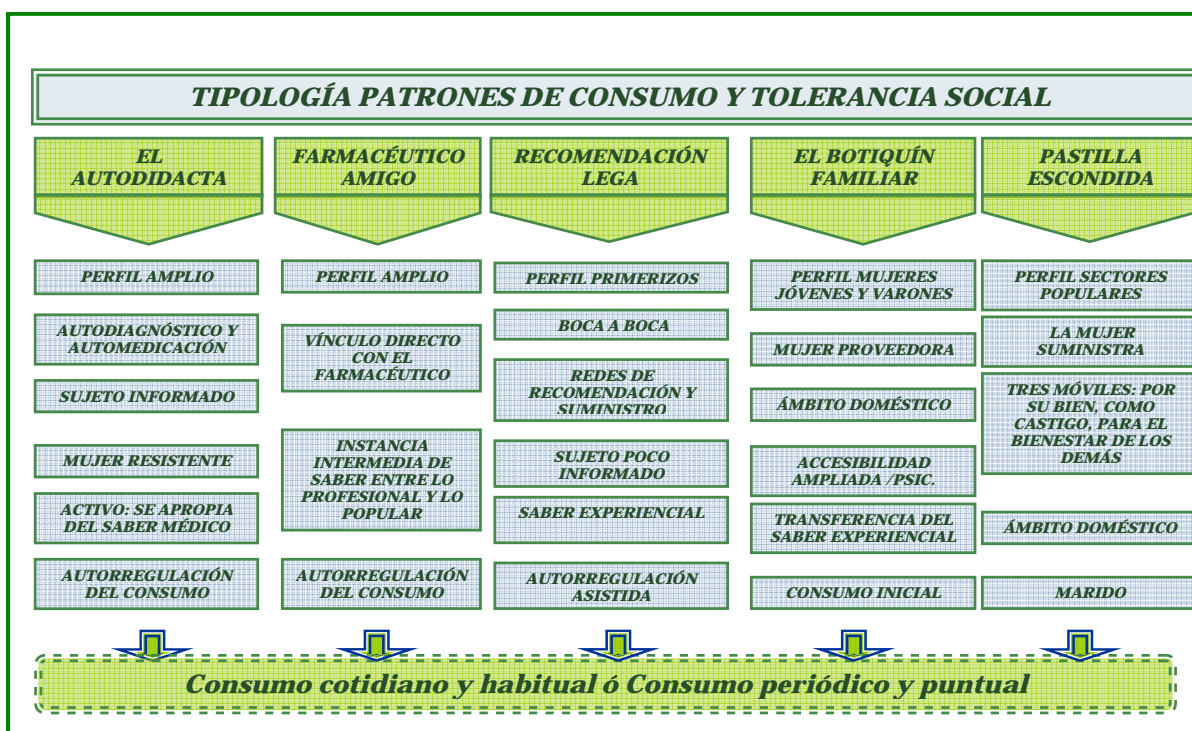 TIPOLOGÍA PATRONES DE CONSUMO Y TOLERANCIA SOCIAL
EL
AUTODIDACTA
PERFIL AMPLIO
AUTODIAGNÓSTICO Y
AUTOMEDICACIÓN
SUJETO INFORMADO
MUJER RESISTENTE
ACTIVO: SE APROPIA
DEL SABER MÉDICO
AUTORREGULACIÓN
DEL CONSUMO
FARMACÉUTICO
AMIGO
PERFIL AMPLIO
VÍNCULO DIRECTO
CON EL
FARMACÉUTICO
INSTANCIA
INTERMEDIA DE
SABER ENTRE LO
PROFESIONAL Y LO
POPULAR
AUTORREGULACIÓN
DEL CONSUMO
RECOMENDACIÓN
LEGA
PERFIL PRIMERIZOS
BOCA A BOCA
REDES DE
RECOMENDACIÓN Y
SUMINISTRO
SUJETO POCO
INFORMADO
SABER EXPERIENCIAL
AUTORREGULACIÓN
ASISTIDA
EL BOTIQUÍN
FAMILIAR
PERFIL MUJERES
JÓVENES Y VARONES
MUJER PROVEEDORA
ÁMBITO DOMÉSTICO
ACCESIBILIDAD
AMPLIADA /PSIC.
TRANSFERENCIA DEL
SABER EXPERIENCIAL
CONSUMO INICIAL
PASTILLA
ESCONDIDA
PERFIL SECTORES
POPULARES
LA MUJER
SUMINISTRA
TRES MÓVILES: POR
SU BIEN, COMO
CASTIGO, PARA EL
BIENESTAR DE LOS
DEMÁS
ÁMBITO DOMÉSTICO
MARIDO
Consumo cotidiano y habitual ó Consumo periódico y puntual